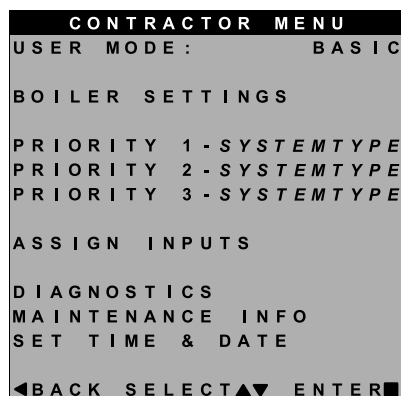 CONTRACTOR MENU
USER MODE: BASIC
BOILER SETTINGS
PRIORITY 1-SYSTEMTYPE
PRIORITY 2-SYSTEMTYPE
PRIORITY 3-SYSTEMTYPE
ASSIGN INPUTS
DIAGNOSTICS
MAINTENANCE INFO
SET TIME & DATE
◀BACK SELECT▲▼ ENTER■